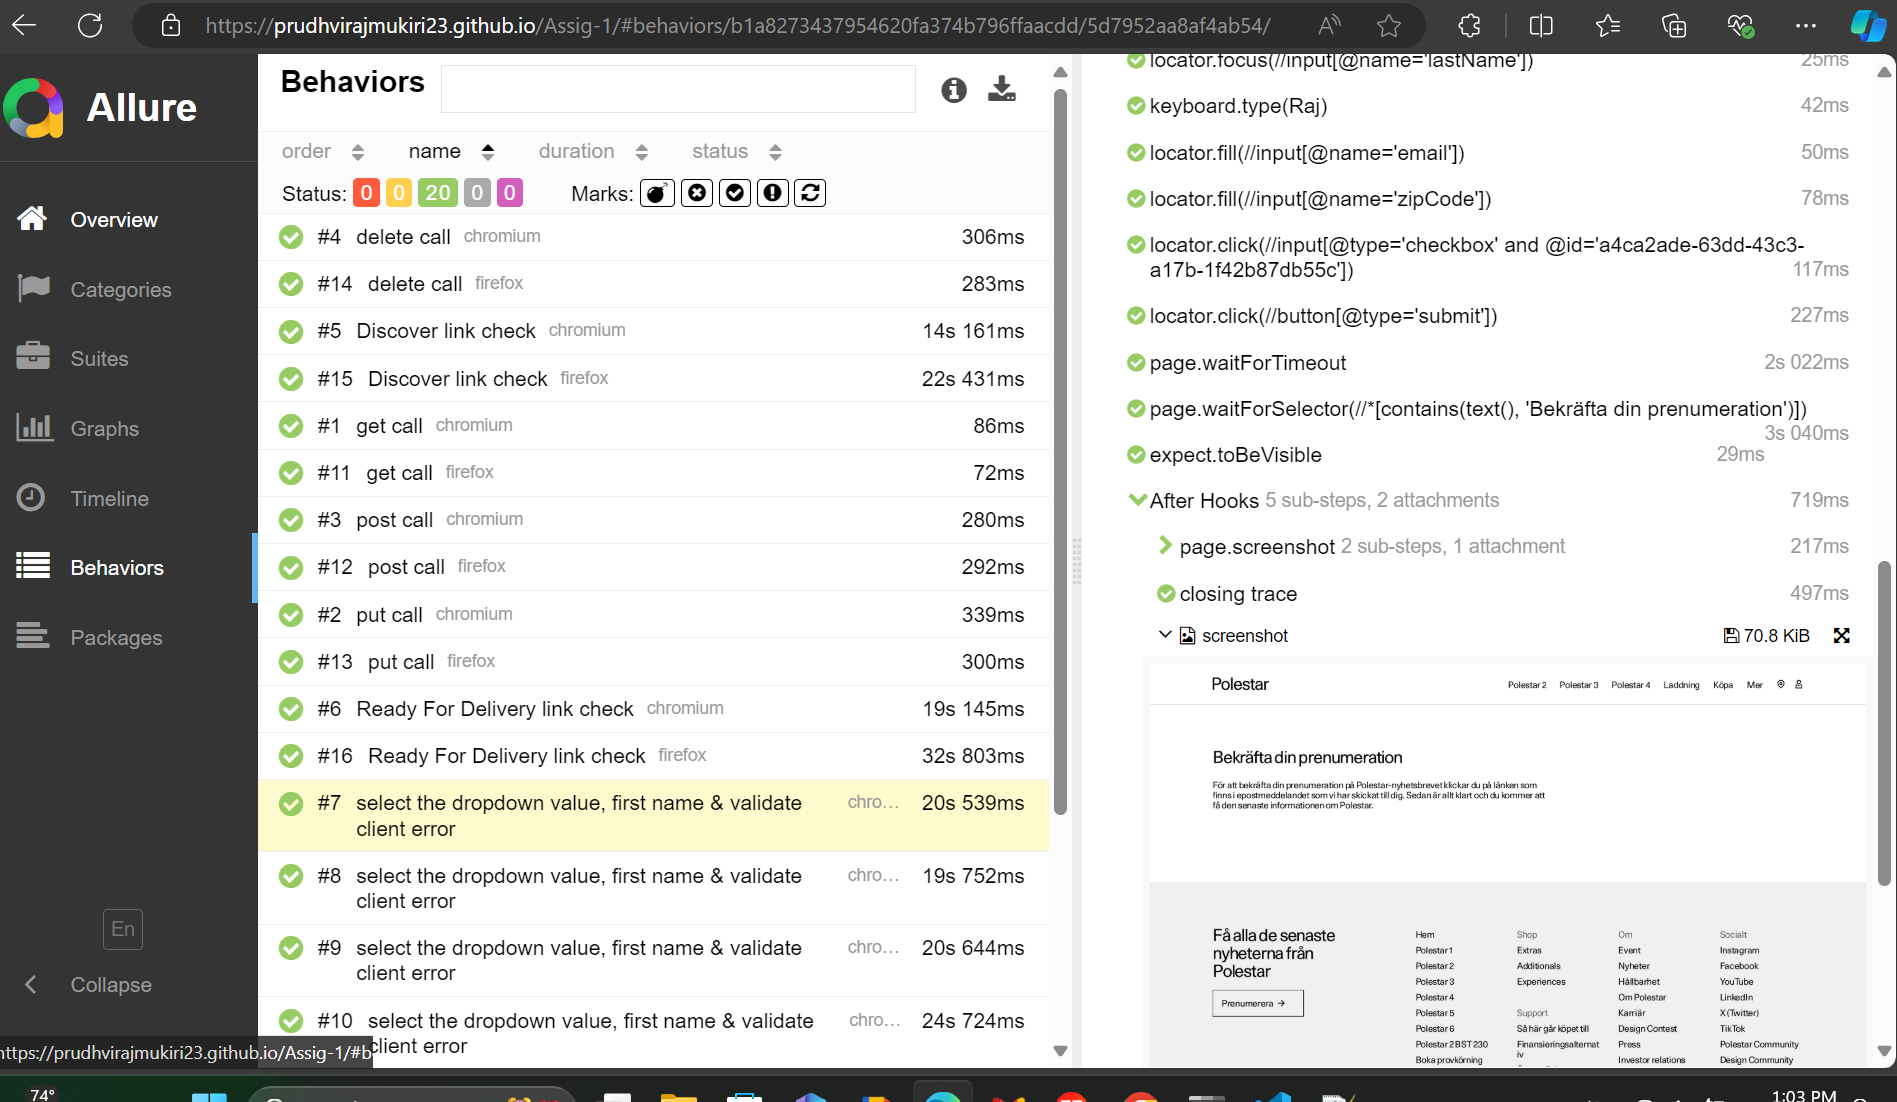 https://prudhvirajmukiri23.github.io/Assig-1/#behaviors/b1a8273437954620fa374b796ffaacdd/5d7952aa8af4ab54/
Allure
Overview
Categories
Suites
Graphs
Timeline
Behaviors
Packages
En
Collapse
https://prudhvirajmukiri23.github.io/Assig-1/#b
Behaviors
order name duration status
Status: 0 0 20 0 0 Marks:
#4 delete call chromium 306ms
#14 delete call firefox 283ms
#5 Discover link check chromium 14s 161ms
#15 Discover link check firefox 22s 431ms
#1 get call chromium 86ms
#11 get call firefox 72ms
#3 post call chromium 280ms
#12 post call firefox 292ms
#2 put call chromium 339ms
#13 put call firefox 300ms
#6 Ready For Delivery link check chromium 19s 145ms
#16 Ready For Delivery link check firefox 32s 803ms
#7 select the dropdown value, first name & validate chro... 20s 539ms
client error
#8 select the dropdown value, first name & validate chro... 19s 752ms
client error
#9 select the dropdown value, first name & validate chro... 20s 644ms
client error
#10 select the dropdown value, first name & validate chro... 24s 724ms
client error
locator.focus(//input[@name='lastName']) 25ms
keyboard.type(Raj) 42ms
locator.fill(//input[@name='email']) 50ms
locator.fill(//input[@name='zipCode']) 78ms
locator.click(//input[@type='checkbox' and @id='a4ca2ade-63dd-43c3-
a17b-1f42b87db55c']) 117ms
locator.click(//button[@type='submit']) 227ms
page.waitForTimeout 2s 022ms
page.waitForSelector(//*[contains(text(), 'Bekräfta din prenumeration')])
3s 040ms
expect.toBeVisible 29ms
After Hooks 5 sub-steps, 2 attachments 719ms
page.screenshot 2 sub-steps, 1 attachment 217ms
closing trace 497ms
screenshot 70.8 KiB
Polestar Polestar 2 Polestar 3 Polestar 4 Laddning Köpa Mer
Bekräfta din prenumeration
För att bekräfta din prenumeration på Polestar-nyhetsbrevet klickar du på länken som
finns i epostmeddelandet som vi har skickat till dig. Sedan är allt klart och du kommer att
få den senaste informationen om Polestar.
Få alla de senaste
nyheterna från
Polestar
Prenumerera →
Hem
Polestar 1
Polestar 2
Polestar 3
Polestar 4
Polestar 5
Polestar 6
Polestar 2 BST 230
Boka provkörning
Shop
Extras
Additionals
Experiences
Support
Så här går köpet till
Finansieringsalternat
iv
Om
Event
Nyheter
Hållbarhet
Om Polestar
Karriär
Design Contest
Press
Investor relations
Socialt
Instagram
Facebook
YouTube
LinkedIn
X (Twitter)
TikTok
Polestar Community
Design Community
74°
1:03 PM